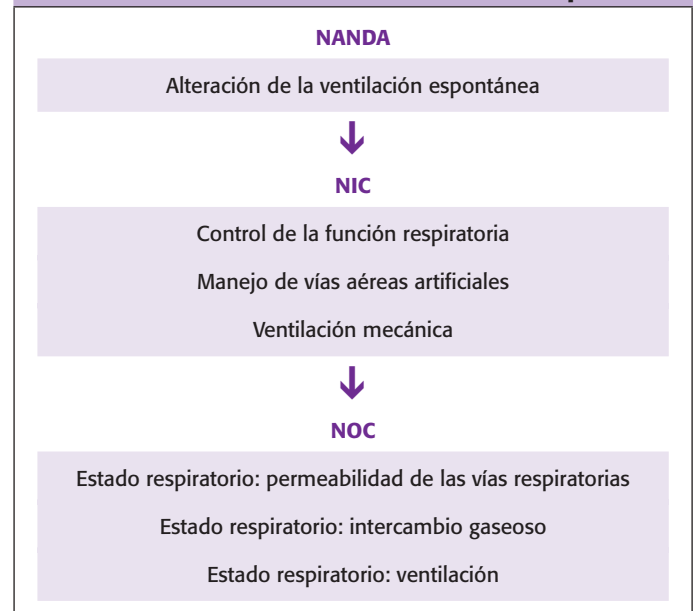 NANDA
Alteración de la ventilación espontánea
NIC
Control de la función respiratoria
Manejo de vías aéreas artificiales
Ventilación mecánica
NOC
Estado respiratorio: permeabilidad de las vías respiratorias
Estado respiratorio: intercambio gaseoso
Estado respiratorio: ventilación